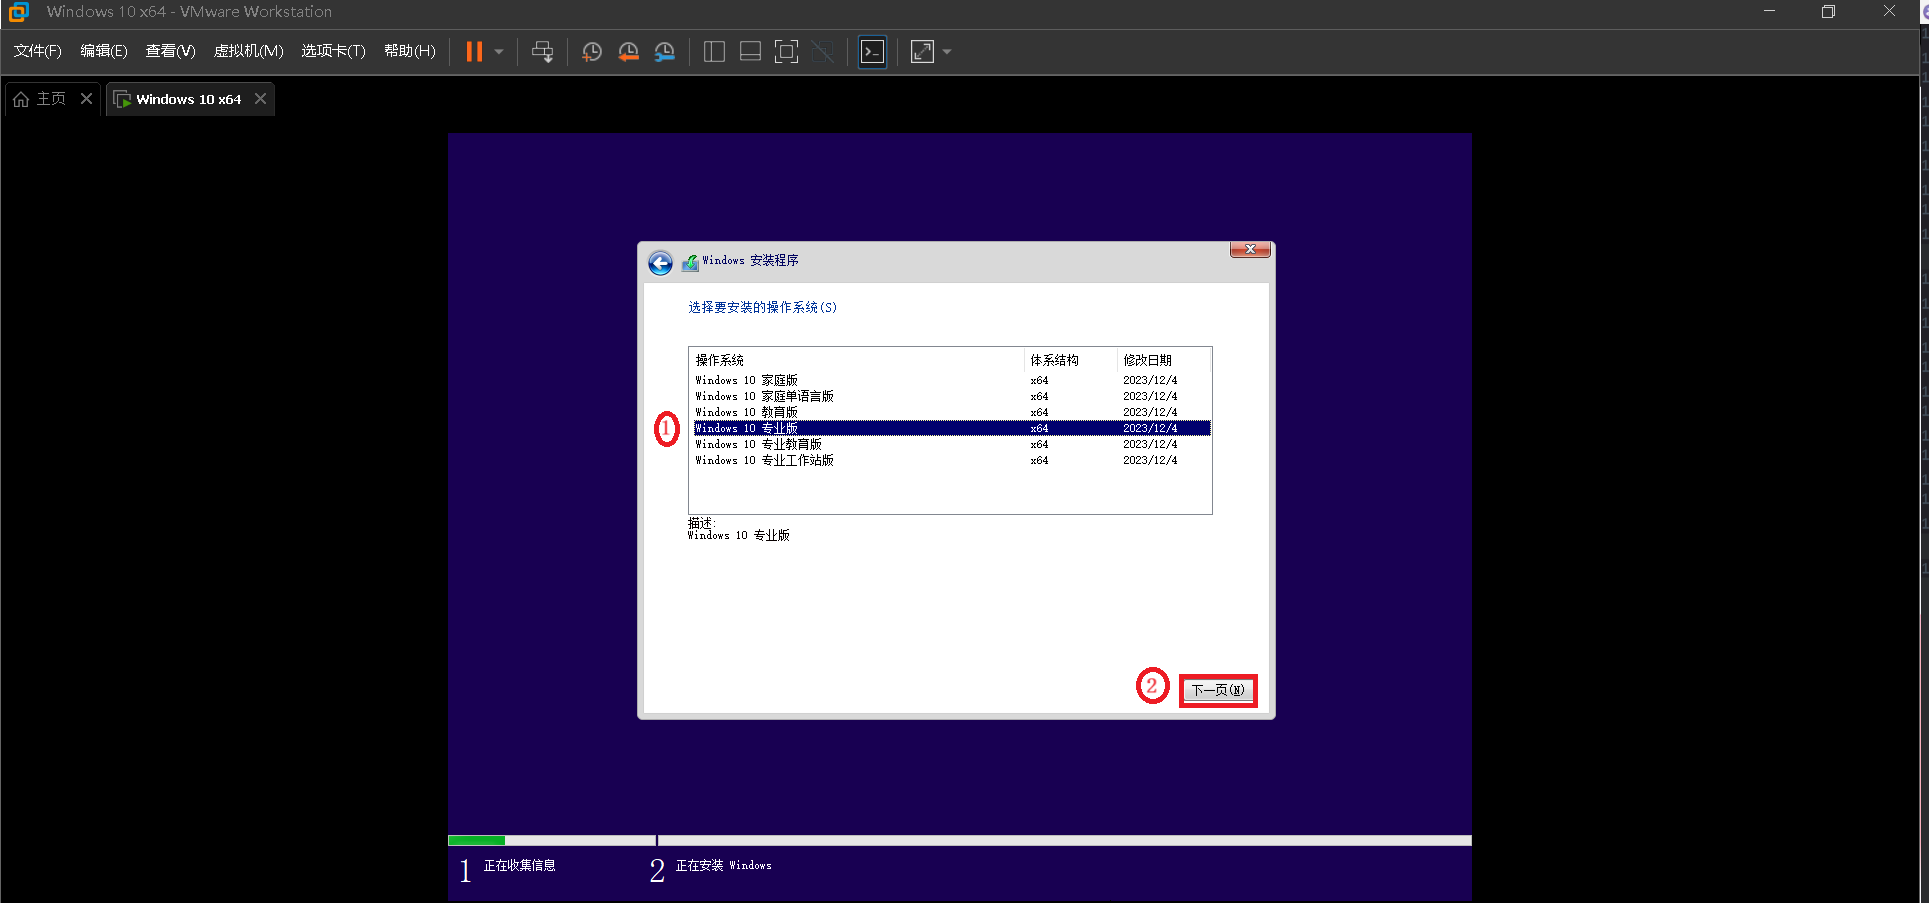 Windows 10 x64 - VMware Workstation
文件(F) 编辑(E) 查看(V) 虚拟机(M) 选项卡(T) 帮助(H)
主页 Windows 10 x64
Windows 安装程序
选择要安装的操作系统(S)
操作系统 体系结构 修改日期
Windows 10 家庭版 x64 2023/12/4
Windows 10 家庭单语言版 x64 2023/12/4
Windows 10 教育版 x64 2023/12/4
1 Windows 10 专业版 x64 2023/12/4
Windows 10 专业教育版 x64 2023/12/4
Windows 10 专业工作站版 x64 2023/12/4
描述:
Windows 10 专业版
2 下一页(N)
1 正在收集信息 2 正在安装 Windows